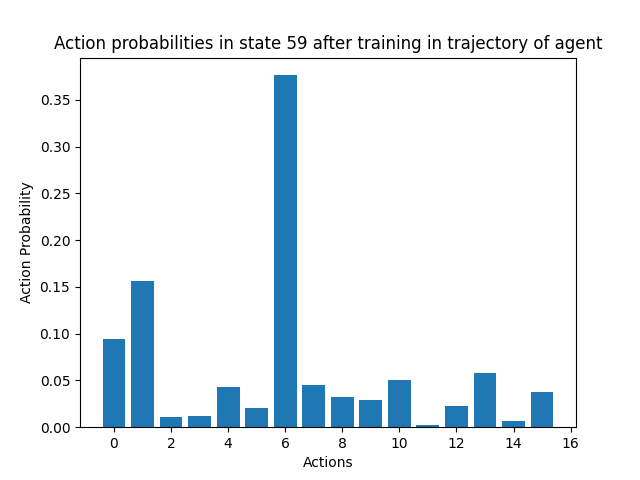 Action probabilities in state 59 after training in trajectory of agent
0.35
0.30
0.25
0.20
0.15
0.10
0.05
0.00
Action Probability
0 2 4 6 8 10 12 14 16
Actions